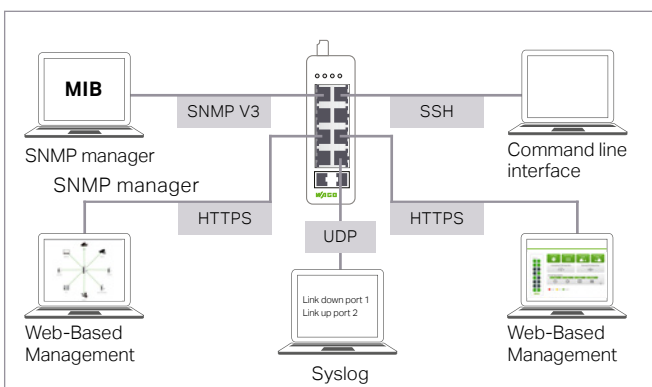 MIB
SNMP V3
SSH
SNMP manager
Command line
interface
SNMP manager
HTTPS
HTTPS
WAGO
UDP
Link down port 1
Link up port 2
Web-Based
Management
Web-Based
Management
Syslog